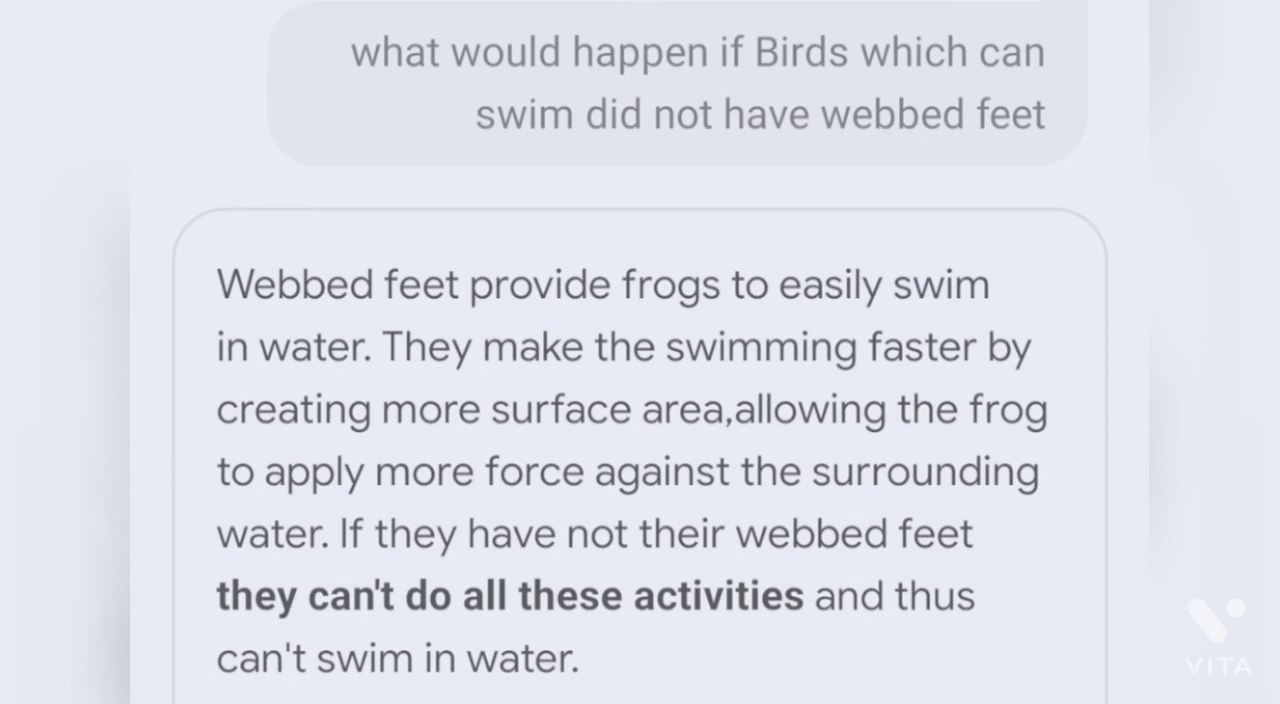 what would happen if Birds which can
swim did not have webbed feet
Webbed feet provide frogs to easily swim
in water. They make the swimming faster by
creating more surface area,allowing the frog
to apply more force against the surrounding
water. If they have not their webbed feet
they can't do all these activities and thus
can't swim in water.
VITA